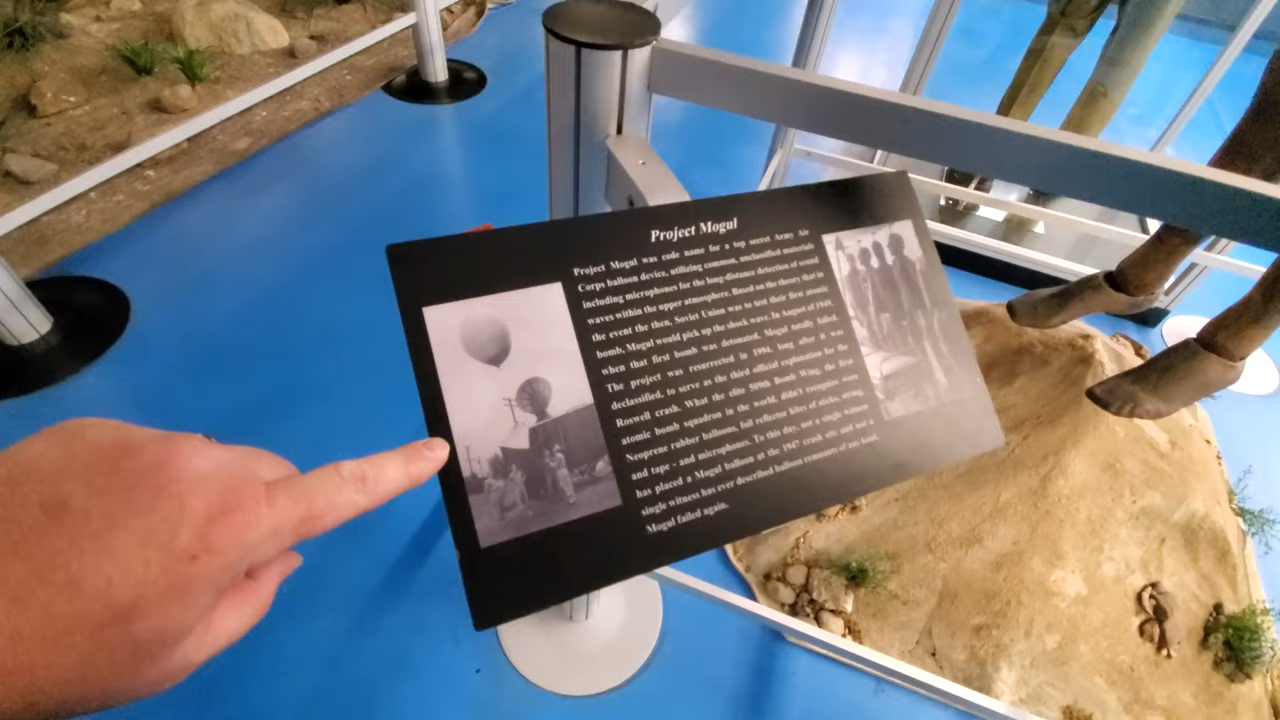 Project Mogul
Project Mogul was code name for a top secret Army Air
Corps balloon device, utilizing common, unclassified materials
including microphones for the long-distance detection of sound
waves within the upper atmosphere. Based on the theory that in
the event the then, Soviet Union was to test their first atomic
bomb, Mogul would pick up the shock wave. In August of 1949,
when that first bomb was detonated, Mogul totally failed.
The project was resurrected in 1994, long after it was
declassified, to serve as the third official explanation for the
Roswell crash. What the elite 509th Bomb Wing, the first
atomic bomb squadron in the world, didn't recognize were
Neoprene rubber balloons, foil reflector kites of sticks, string,
and tape - and microphones. To this day, not a single witness
has placed a Mogul balloon at the 1947 crash site and not a
single witness has ever described balloon remnants of any kind.
Mogul failed again.